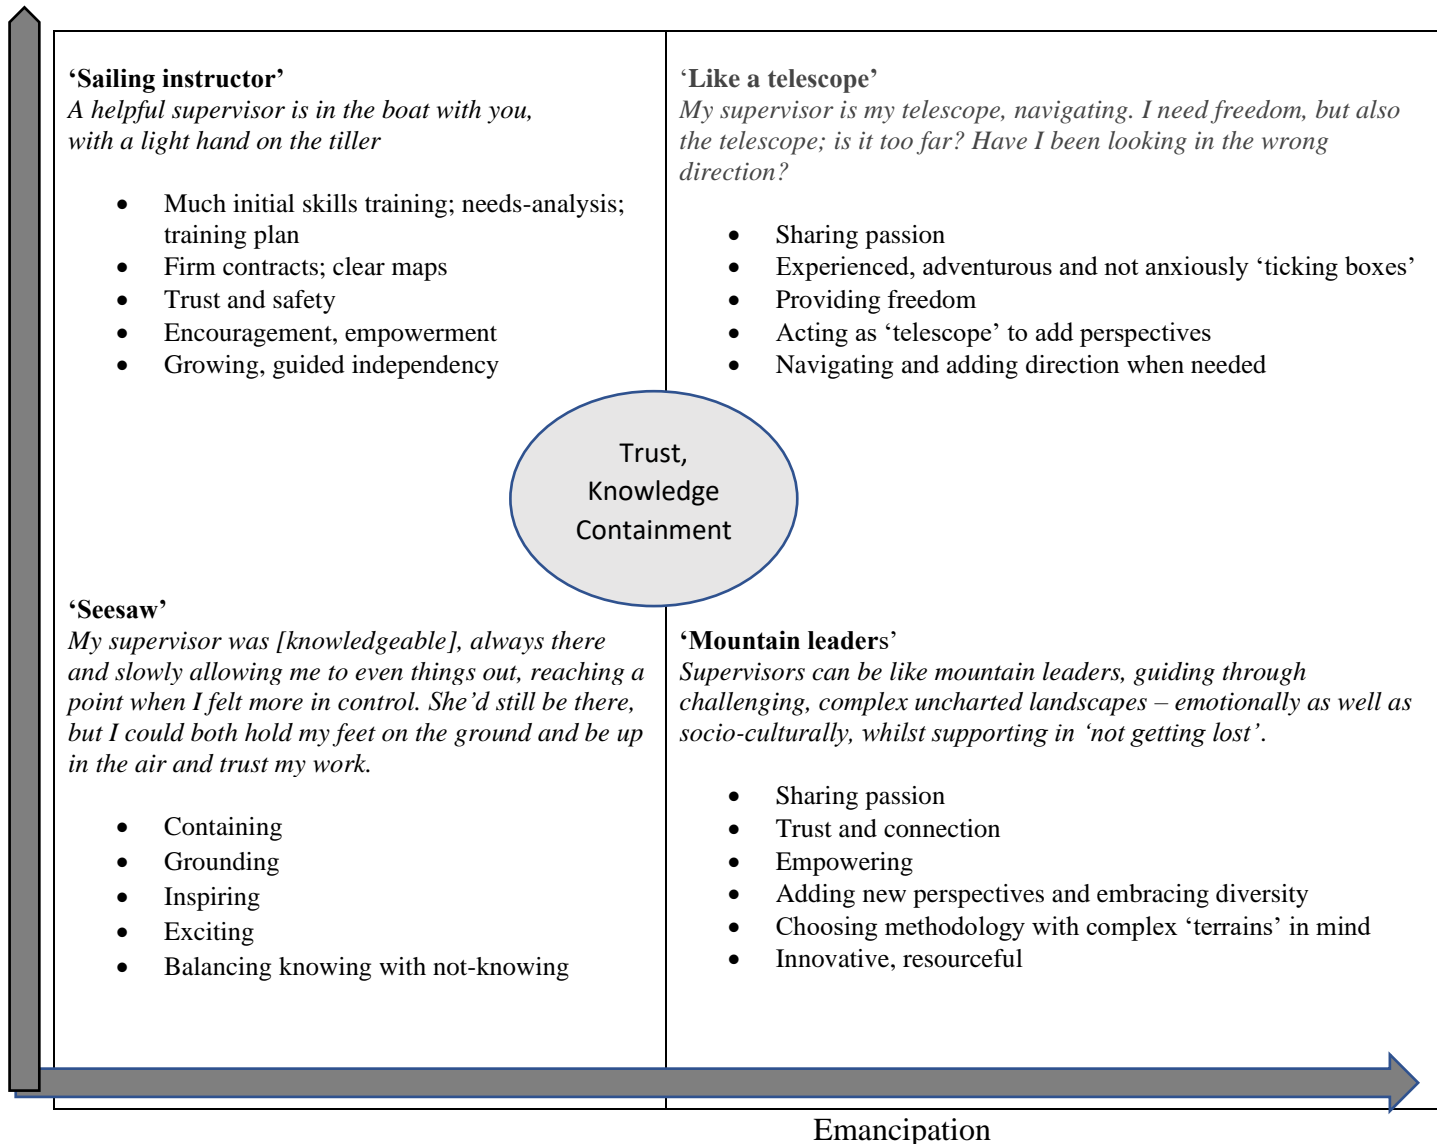 ‘Sailing instructor’
A helpful supervisor is in the boat with you,
with a light hand on the tiller
• Much initial skills training; needs-analysis;
training plan
• Firm contracts; clear maps
• Trust and safety
• Encouragement, empowerment
• Growing, guided independency
‘Like a telescope’
My supervisor is my telescope, navigating. I need freedom, but also
the telescope; is it too far? Have I been looking in the wrong
direction?
• Sharing passion
• Experienced, adventurous and not anxiously ‘ticking boxes’
• Providing freedom
• Acting as ‘telescope’ to add perspectives
• Navigating and adding direction when needed
Trust,
Knowledge
Containment
‘Seesaw’
My supervisor was [knowledgeable], always there
and slowly allowing me to even things out, reaching a
point when I felt more in control. She’d still be there,
but I could both hold my feet on the ground and be up
in the air and trust my work.
• Containing
• Grounding
• Inspiring
• Exciting
• Balancing knowing with not-knowing
‘Mountain leaders’
Supervisors can be like mountain leaders, guiding through
challenging, complex uncharted landscapes – emotionally as well as
socio-culturally, whilst supporting in ‘not getting lost’.
• Sharing passion
• Trust and connection
• Empowering
• Adding new perspectives and embracing diversity
• Choosing methodology with complex ‘terrains’ in mind
• Innovative, resourceful
Emancipation